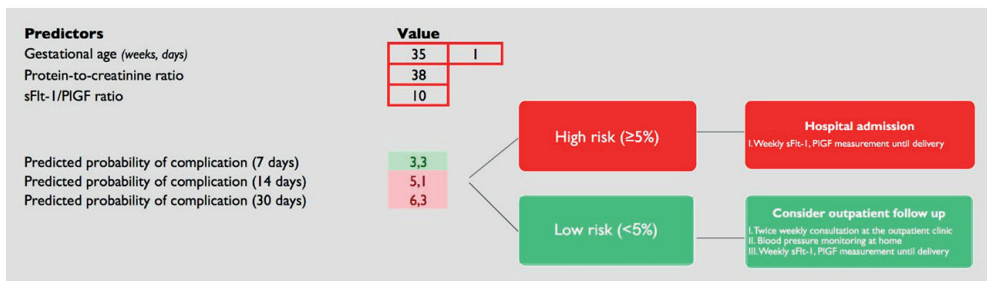 Predictors Value
Gestational age (weeks, days) 35 1
Protein-to-creatinine ratio 38
sFlt-1/PlGF ratio 10
Predicted probability of complication (7 days) 3,3
Predicted probability of complication (14 days) 5,1
Predicted probability of complication (30 days) 6,3
High risk (≥5%)
Hospital admission
I. Weekly sFlt-1, PlGF measurement until delivery
Low risk (<5%)
Consider outpatient follow up
I. Twice weekly consultation at the outpatient clinic
II. Blood pressure monitoring at home
III. Weekly sFlt-1, PlGF measurement until delivery